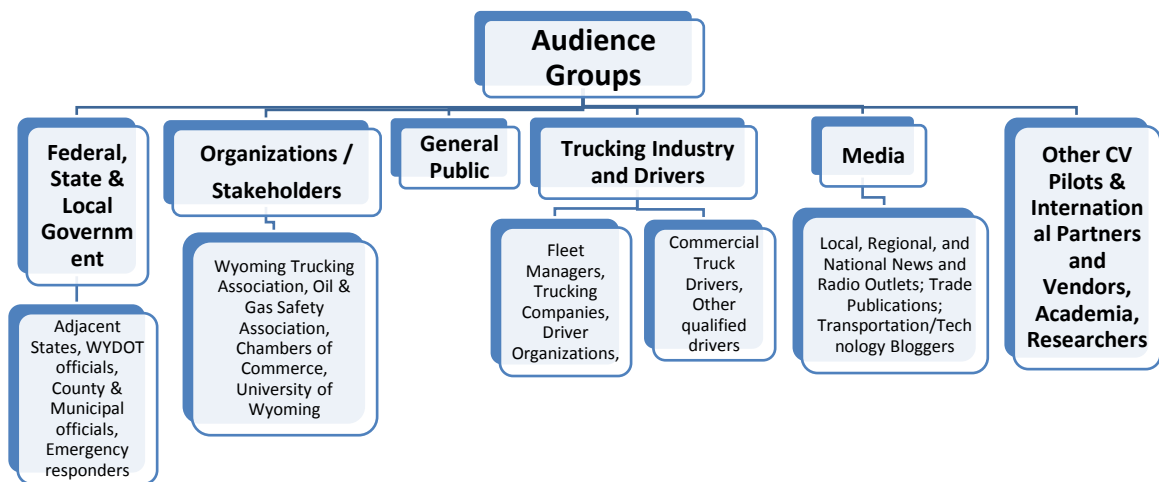 Audience
Groups
Federal,
State &
Local
Governm
ent
Adjacent
States, WYDOT
officials,
County &
Municipal
officials,
Emergency
responders
Organizations /
Stakeholders
Wyoming Trucking
Association, Oil &
Gas Safety
Association,
Chambers of
Commerce,
University of
Wyoming
General
Public
Trucking Industry
and Drivers
Fleet
Managers,
Trucking
Companies,
Driver
Organizations,
Commercial
Truck
Drivers,
Other
qualified
drivers
Media
Local, Regional, and
National News and
Radio Outlets; Trade
Publications;
Transportation/Tech
nology Bloggers
Other CV
Pilots &
Internation
al Partners
and
Vendors,
Academia,
Researchers